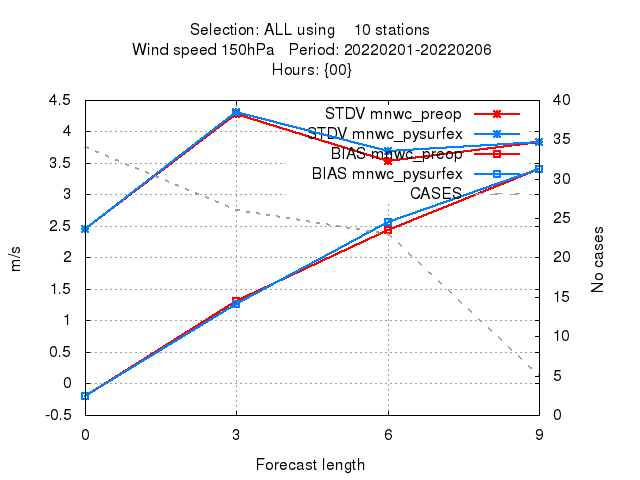 Selection: ALL using 10 stations
Wind speed 150hPa Period: 20220201-20220206
Hours: {00}
4.5
4
3.5
3
2.5
2
1.5
1
0.5
0
-0.5
40
35
30
25
20
15
10
5
0
STDV mnwc_preop
STDV mnwc_pysurfex
BIAS mnwc_preop
BIAS mnwc_pysurfex
CASES
m/s
No cases
0 3 6 9
Forecast length